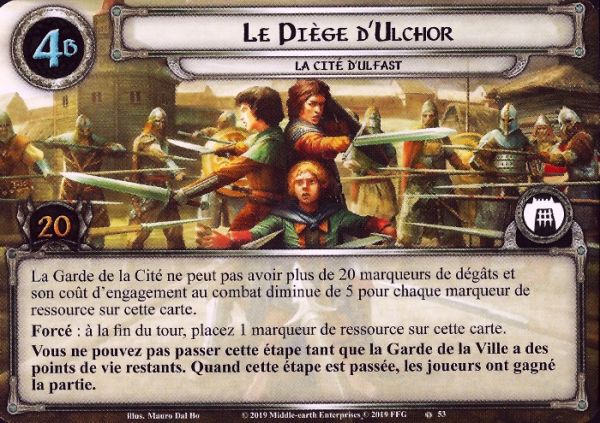 4B
LE PIÈGE D'ULCHOR
LA CITÉ D'ULFAST
20
La Garde de la Cité ne peut pas avoir plus de 20 marqueurs de dégâts et
son coût d'engagement au combat diminue de 5 pour chaque marqueur de
ressource sur cette carte.
Forcé : à la fin du tour, placez 1 marqueur de ressource sur cette carte.
Vous ne pouvez pas passer cette étape tant que la Garde de la Ville a des
points de vie restants. Quand cette étape est passée, les joueurs ont gagné
la partie.
Illus. Mauro Dal Bo © 2019 Middle-earth Enterprises © 2019 FFG 53